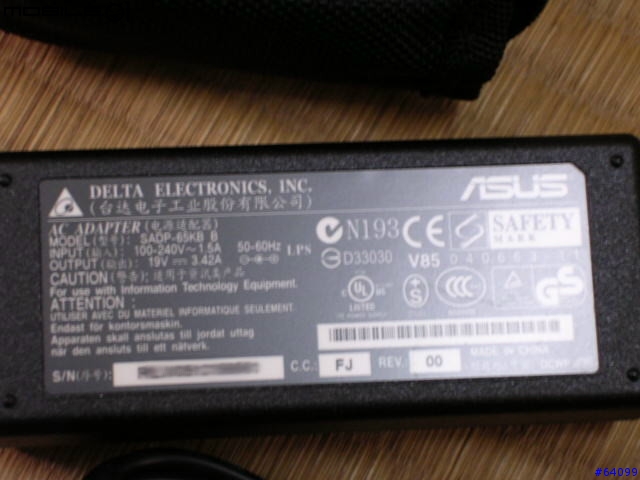 DELTA ELECTRONICS, INC.
(台达电子工业股份有限公司)
ASUS
AC ADAPTER (电源适配器)
MODEL(型号): SADP-65KB B
INPUT(输入): 100-240V~1.5A 50-60Hz
OUTPUT(输出): 19V 3.42A LPS
CAUTION (警告): 适用于资讯类产品
For use with Information Technology Equipment.
ATTENTION :
UTILISER AVEC DU MATERIEL INFORMATIQUE SEULEMENT.
Endast för kontorsmaskin.
Apparaten skall anslutas till jordat uttag
när den ansluts till ett nätverk.
S/N(序号):
N193
CE
SAFETY
MARK
D33030
V85
UL
LISTED
S
CCC
GS
C.C.: FJ REV. 00
MADE IN CHINA
#64099